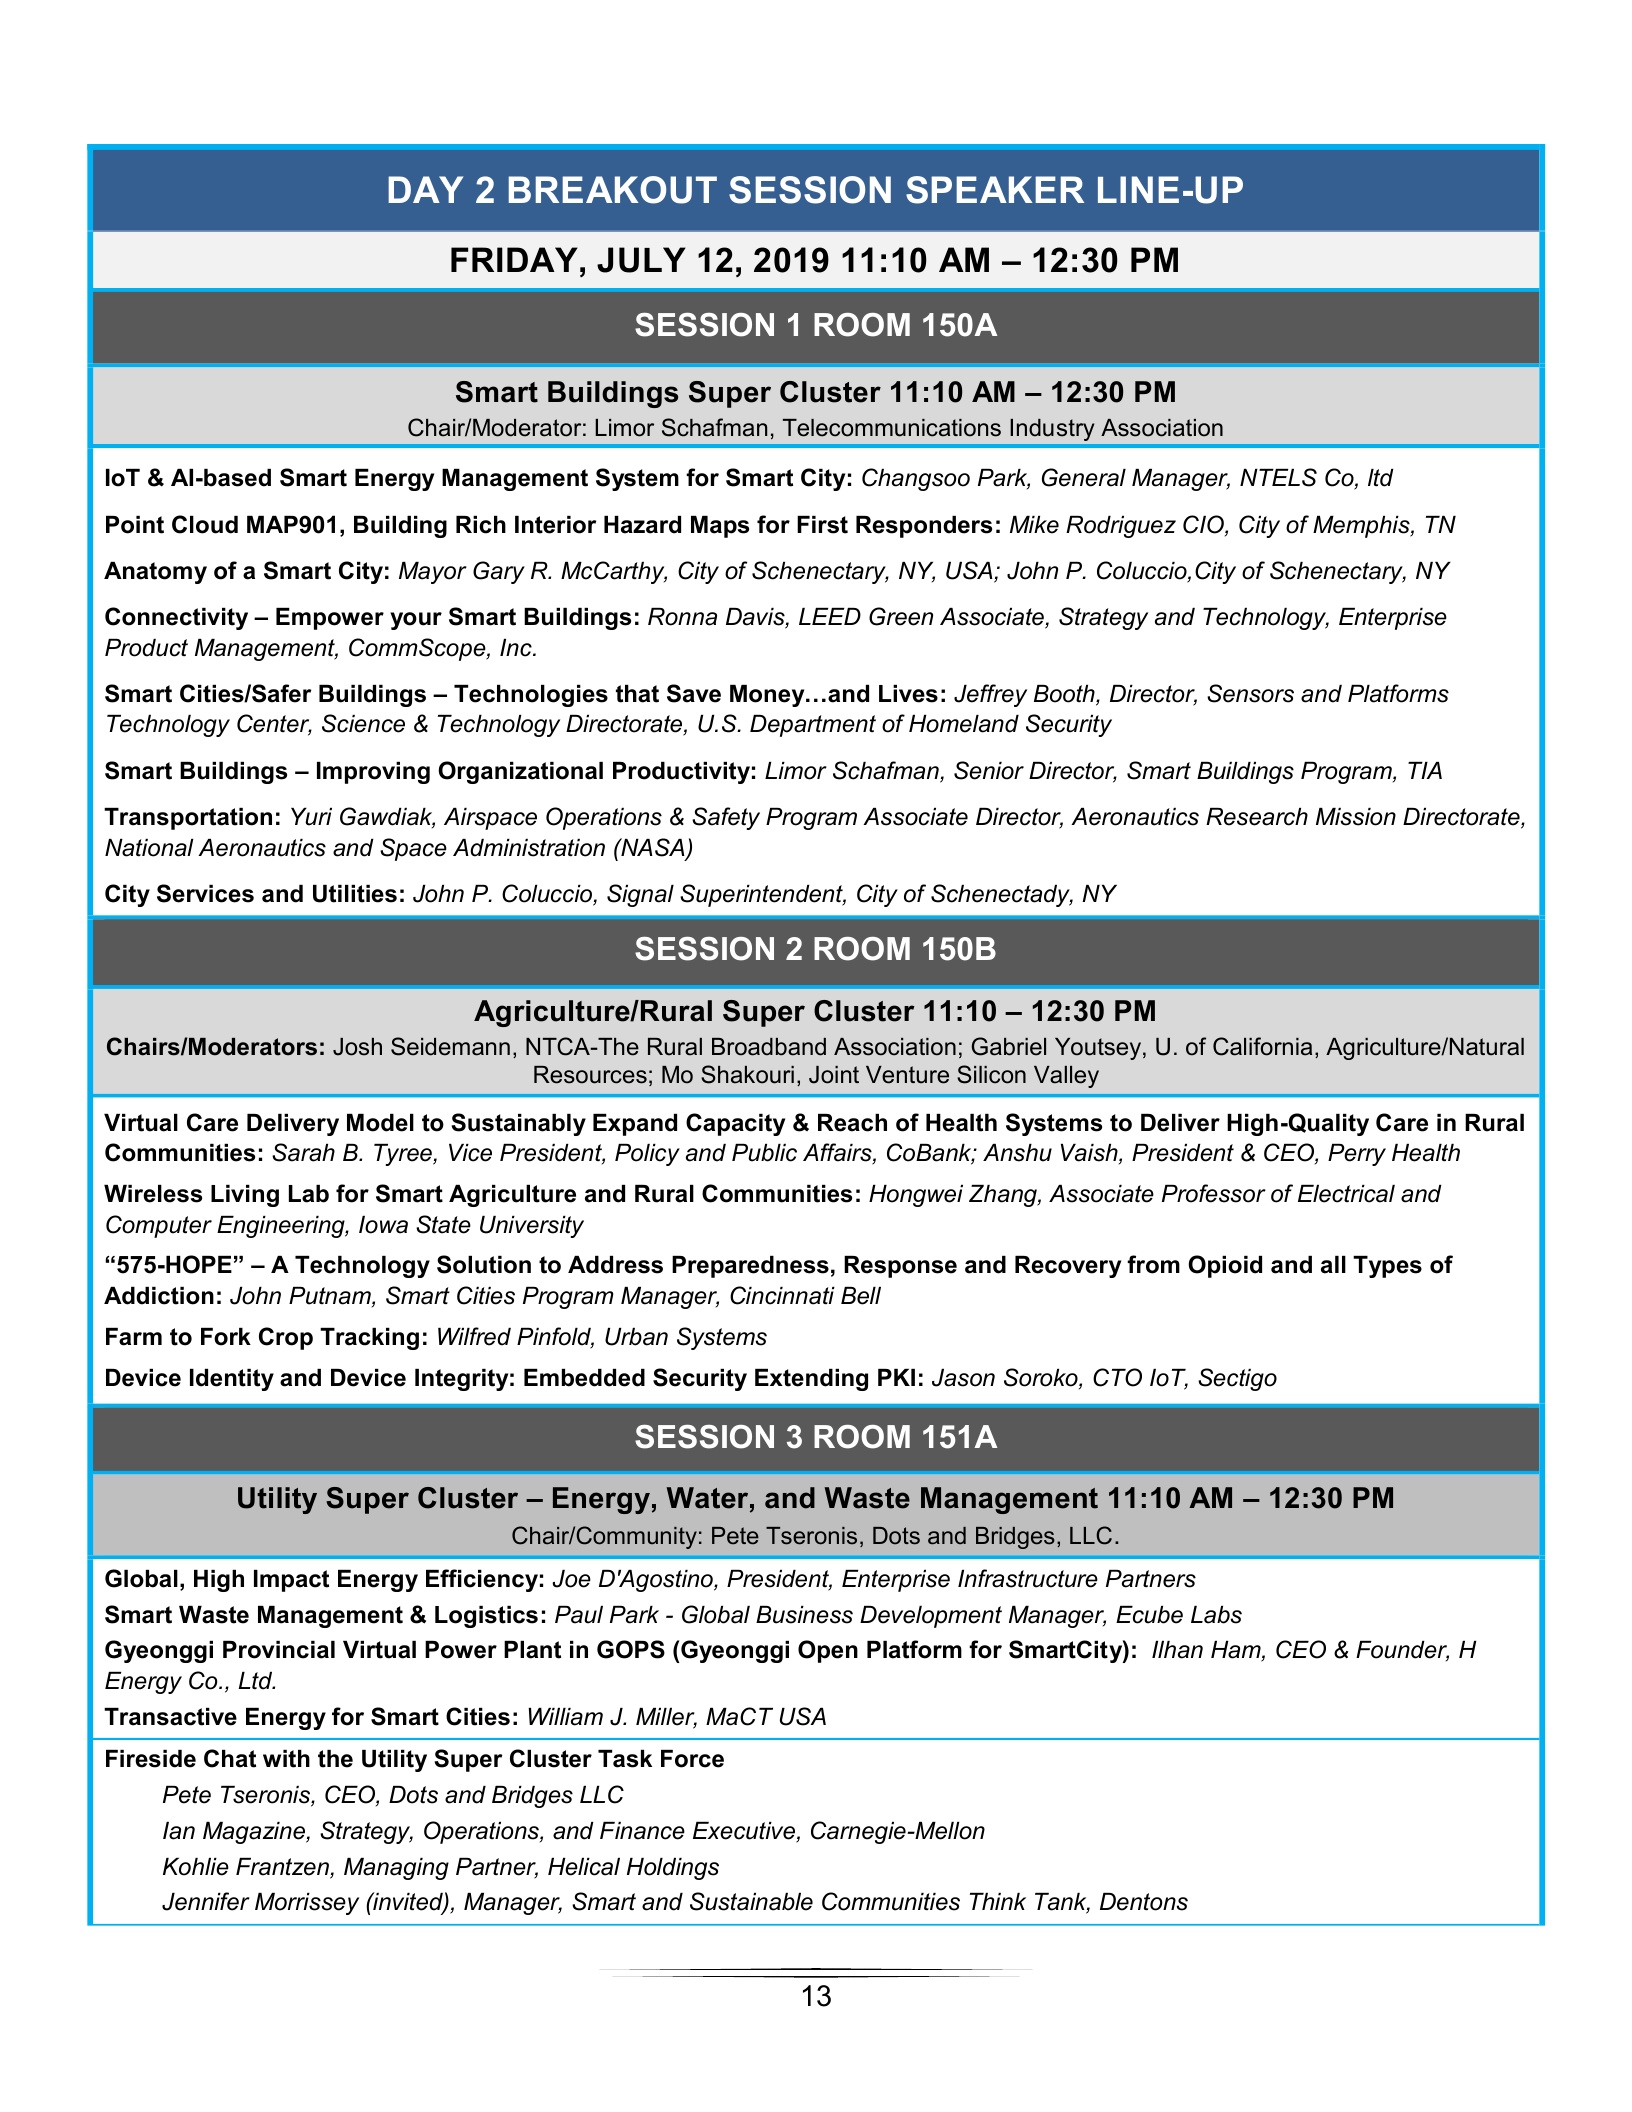 DAY 2 BREAKOUT SESSION SPEAKER LINE-UP
FRIDAY, JULY 12, 2019 11:10 AM – 12:30 PM
SESSION 1 ROOM 150A
Smart Buildings Super Cluster 11:10 AM – 12:30 PM
Chair/Moderator: Limor Schafman, Telecommunications Industry Association
IoT & AI-based Smart Energy Management System for Smart City: Changsoo Park, General Manager, NTELS Co, ltd
Point Cloud MAP901, Building Rich Interior Hazard Maps for First Responders: Mike Rodriguez CIO, City of Memphis, TN
Anatomy of a Smart City: Mayor Gary R. McCarthy, City of Schenectary, NY, USA; John P. Coluccio,City of Schenectary, NY
Connectivity – Empower your Smart Buildings: Ronna Davis, LEED Green Associate, Strategy and Technology, Enterprise
Product Management, CommScope, Inc.
Smart Cities/Safer Buildings – Technologies that Save Money…and Lives: Jeffrey Booth, Director, Sensors and Platforms
Technology Center, Science & Technology Directorate, U.S. Department of Homeland Security
Smart Buildings – Improving Organizational Productivity: Limor Schafman, Senior Director, Smart Buildings Program, TIA
Transportation: Yuri Gawdiak, Airspace Operations & Safety Program Associate Director, Aeronautics Research Mission Directorate,
National Aeronautics and Space Administration (NASA)
City Services and Utilities: John P. Coluccio, Signal Superintendent, City of Schenectady, NY
SESSION 2 ROOM 150B
Agriculture/Rural Super Cluster 11:10 – 12:30 PM
Chairs/Moderators: Josh Seidemann, NTCA-The Rural Broadband Association; Gabriel Youtsey, U. of California, Agriculture/Natural
Resources; Mo Shakouri, Joint Venture Silicon Valley
Virtual Care Delivery Model to Sustainably Expand Capacity & Reach of Health Systems to Deliver High-Quality Care in Rural
Communities: Sarah B. Tyree, Vice President, Policy and Public Affairs, CoBank; Anshu Vaish, President & CEO, Perry Health
Wireless Living Lab for Smart Agriculture and Rural Communities: Hongwei Zhang, Associate Professor of Electrical and
Computer Engineering, Iowa State University
“575-HOPE” – A Technology Solution to Address Preparedness, Response and Recovery from Opioid and all Types of
Addiction: John Putnam, Smart Cities Program Manager, Cincinnati Bell
Farm to Fork Crop Tracking: Wilfred Pinfold, Urban Systems
Device Identity and Device Integrity: Embedded Security Extending PKI: Jason Soroko, CTO IoT, Sectigo
SESSION 3 ROOM 151A
Utility Super Cluster – Energy, Water, and Waste Management 11:10 AM – 12:30 PM
Chair/Community: Pete Tseronis, Dots and Bridges, LLC.
Global, High Impact Energy Efficiency: Joe D'Agostino, President, Enterprise Infrastructure Partners
Smart Waste Management & Logistics: Paul Park - Global Business Development Manager, Ecube Labs
Gyeonggi Provincial Virtual Power Plant in GOPS (Gyeonggi Open Platform for SmartCity): Ilhan Ham, CEO & Founder, H
Energy Co., Ltd.
Transactive Energy for Smart Cities: William J. Miller, MaCT USA
Fireside Chat with the Utility Super Cluster Task Force
Pete Tseronis, CEO, Dots and Bridges LLC
Ian Magazine, Strategy, Operations, and Finance Executive, Carnegie-Mellon
Kohlie Frantzen, Managing Partner, Helical Holdings
Jennifer Morrissey (invited), Manager, Smart and Sustainable Communities Think Tank, Dentons
13